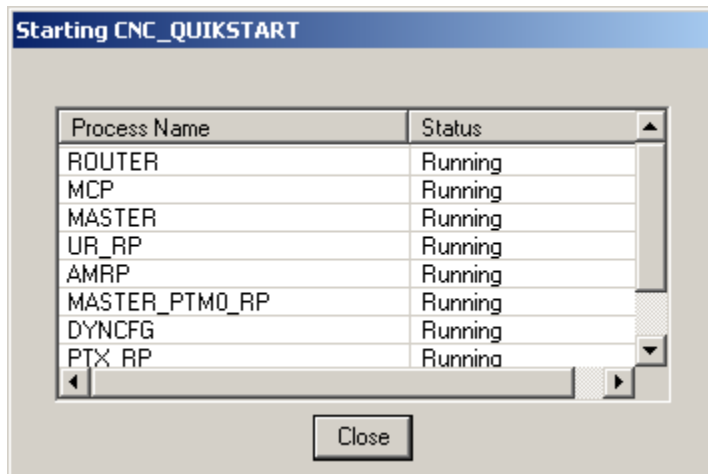 Starting CNC_QUIKSTART
Process Name Status
ROUTER Running
MCP Running
MASTER Running
UR_RP Running
AMRP Running
MASTER_PTM0_RP Running
DYNCFG Running
PTX_RP Running
Close